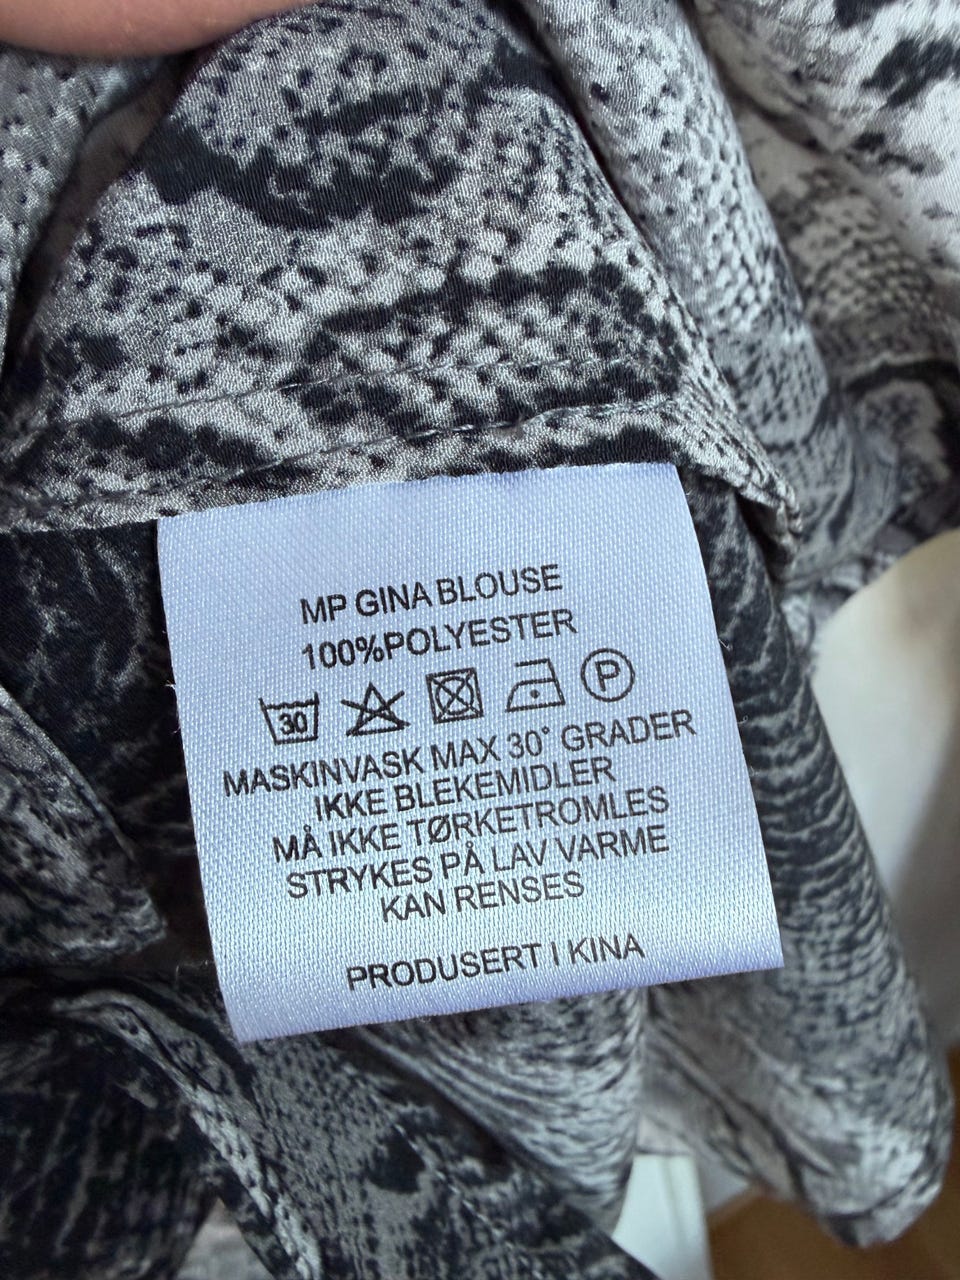 MP GINA BLOUSE
100%POLYESTER
30 P
MASKINVASK MAX 30° GRADER
IKKE BLEKEMIDLER
MÅ IKKE TØRKETROMLES
STRYKES PÅ LAV VARME
KAN RENSES
PRODUSERT I KINA